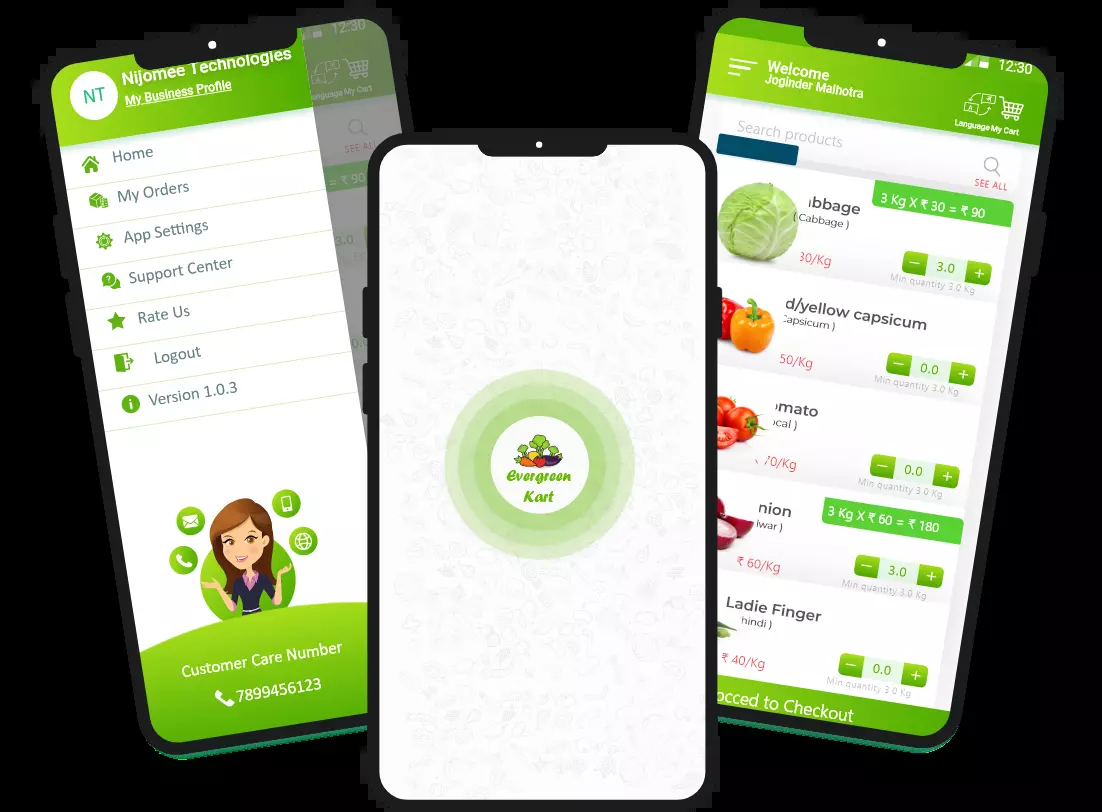 Nijomee Technologies
NT
My Business Profile
Home
My Orders
App Settings
Support Center
Rate Us
Logout
Version 1.0.3
Customer Care Number
7899456123
12:30
anguage My Cart
SEE ALL
= ₹ 90
3.0
Evergreen
Kart
12:30
Welcome
Joginder Malhotra
Language My Cart
Search products
SEE ALL
abbage
( Cabbage )
3 Kg X ₹ 30 = ₹ 90
30/Kg
3.0
Min quantity 3.0 Kg
d/yellow capsicum
Capsicum )
50/Kg
0.0
Min quantity 3.0 Kg
omato
ocal )
70/Kg
0.0
Min quantity 3.0 Kg
nion
lwar )
3 Kg X ₹ 60 = ₹ 180
₹ 60/Kg
3.0
Min quantity 3.0 Kg
Ladie Finger
hindi )
₹ 40/Kg
0.0
Min quantity 3.0 Kg
occed to Checkout